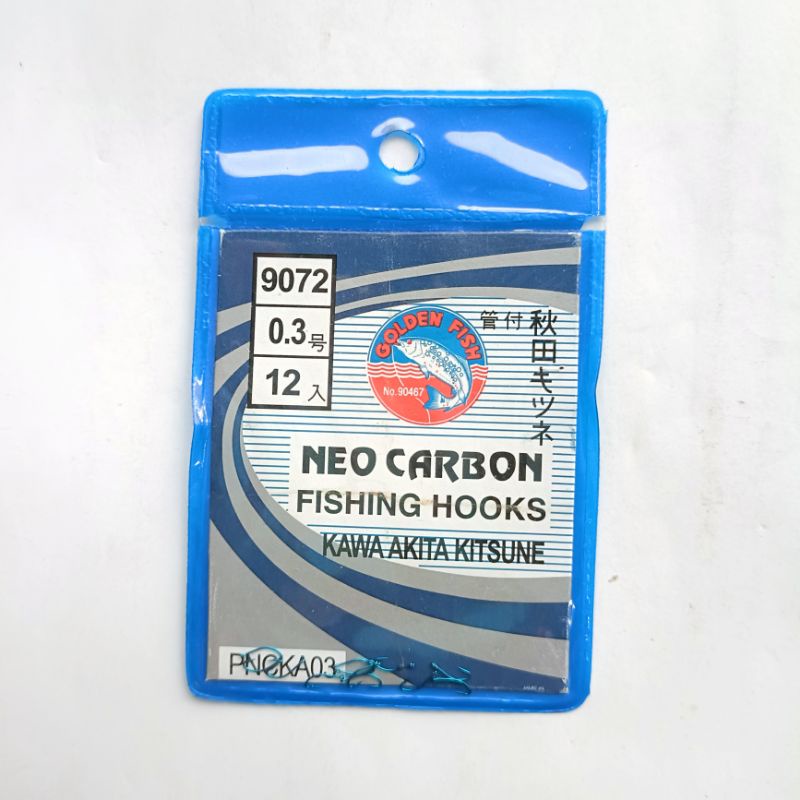 9072
0.3号
12入
GOLDEN FISH
No.90467
管付
秋田キツネ
NEO CARBON
FISHING HOOKS
KAWA AKITA KITSUNE
PNCKA03